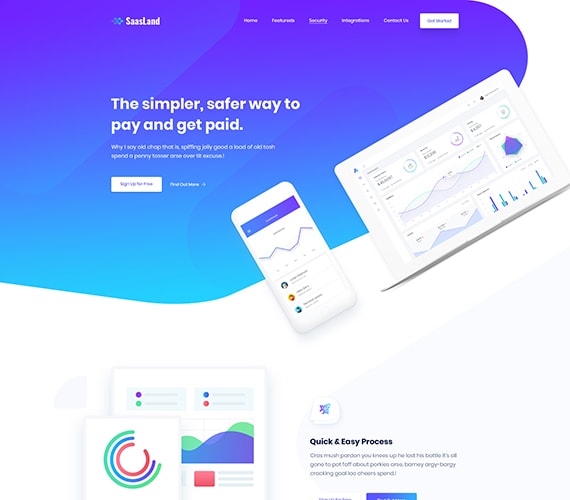 SaasLand
Home Featurests Security Integrations Contact Us Get Started
The simpler, safer way to
pay and get paid.
Why I say old chap that is, spiffing jolly good a load of old tosh
spend a penny tosser arse over tit excuse.!
Sign Up for Free Find Out More →
Quick & Easy Process
Cras mush pardon you knees up he lost his bottle it's all
gone to pot faff about porkies arse, barney argy-bargy
cracking goal loo cheers spend.!